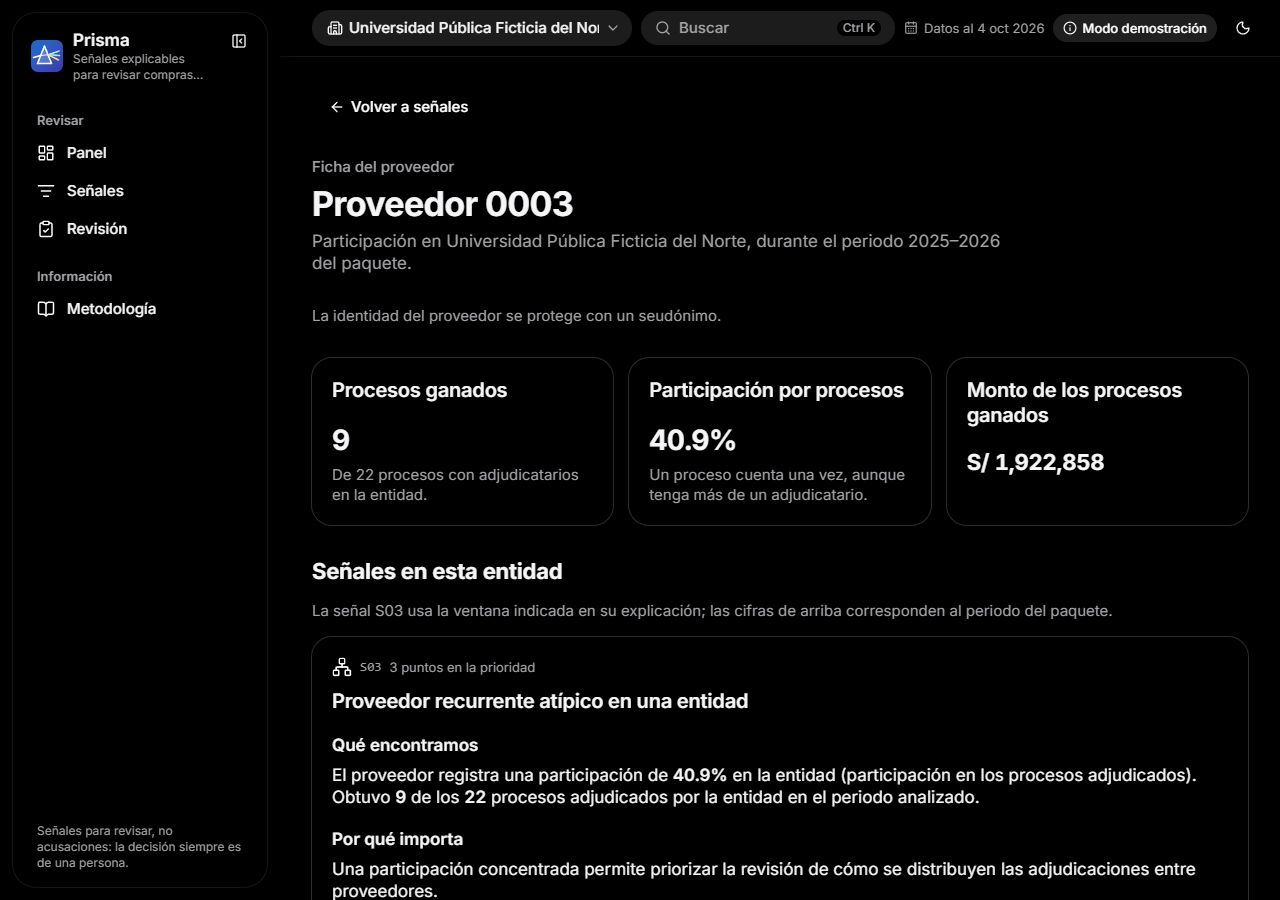 Prisma
Señales explicables
para revisar compras...
Revisar
Panel
Señales
Revisión
Información
Metodología
Señales para revisar, no
acusaciones: la decisión siempre es
de una persona.
Universidad Pública Ficticia del Nor
Buscar
Ctrl K
Datos al 4 oct 2026
Modo demostración
Volver a señales
Ficha del proveedor
Proveedor 0003
Participación en Universidad Pública Ficticia del Norte, durante el periodo 2025–2026
del paquete.
La identidad del proveedor se protege con un seudónimo.
Procesos ganados
9
De 22 procesos con adjudicatarios
en la entidad.
Participación por procesos
40.9%
Un proceso cuenta una vez, aunque
tenga más de un adjudicatario.
Monto de los procesos
ganados
S/ 1,922,858
Señales en esta entidad
La señal S03 usa la ventana indicada en su explicación; las cifras de arriba corresponden al periodo del paquete.
S03 3 puntos en la prioridad
Proveedor recurrente atípico en una entidad
Qué encontramos
El proveedor registra una participación de 40.9% en la entidad (participación en los procesos adjudicados).
Obtuvo 9 de los 22 procesos adjudicados por la entidad en el periodo analizado.
Por qué importa
Una participación concentrada permite priorizar la revisión de cómo se distribuyen las adjudicaciones entre
proveedores.